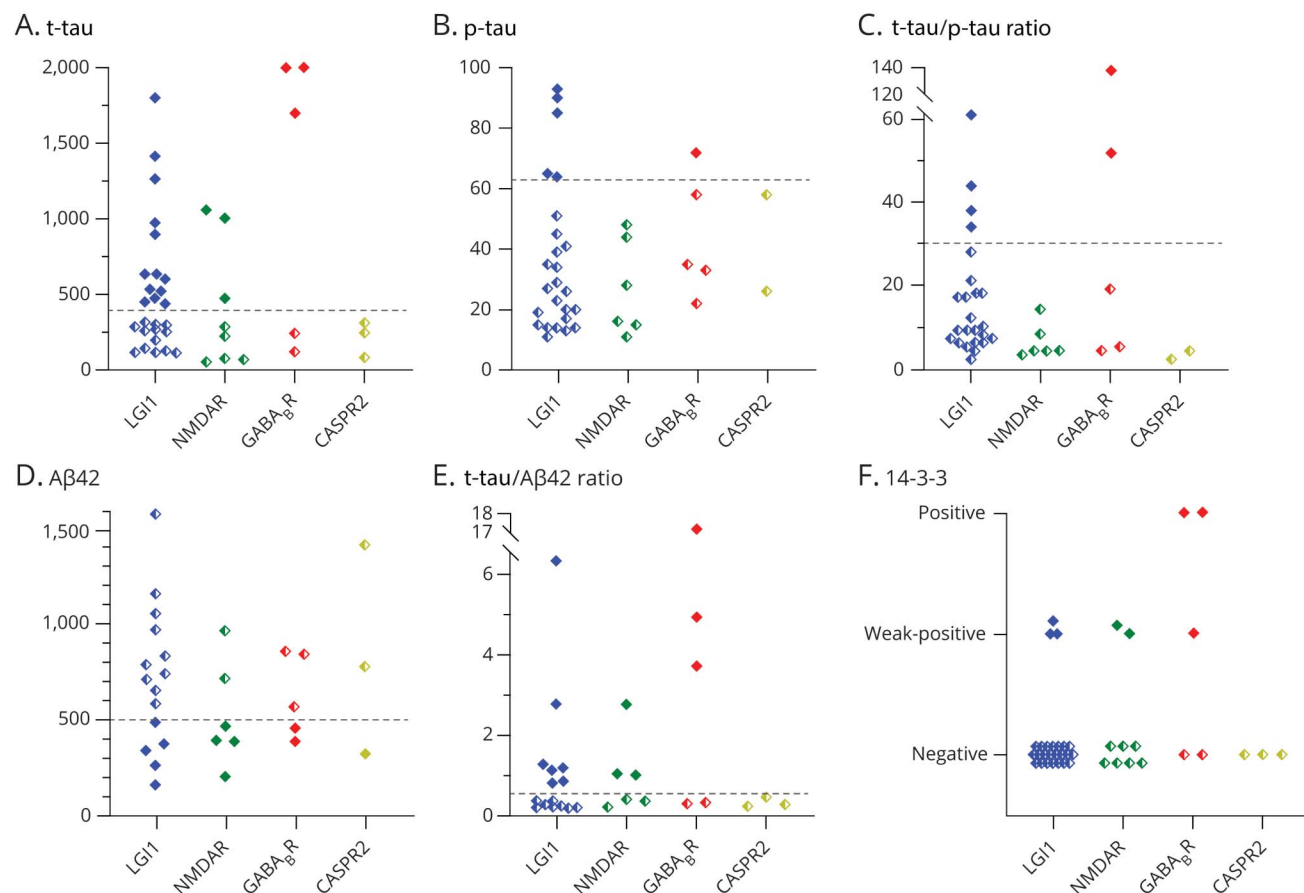 A. t-tau
2,000
1,500
1,000
500
0
LGI1
NMDAR
GABABR
CASPR2
B. p-tau
100
80
60
40
20
0
LGI1
NMDAR
GABABR
CASPR2
C. t-tau/p-tau ratio
140
120
60
40
20
0
LGI1
NMDAR
GABABR
CASPR2
D. Aβ42
1,500
1,000
500
0
LGI1
NMDAR
GABABR
CASPR2
E. t-tau/Aβ42 ratio
18
17
6
4
2
0
LGI1
NMDAR
GABABR
CASPR2
F. 14-3-3
Positive
Weak-positive
Negative
LGI1
NMDAR
GABABR
CASPR2